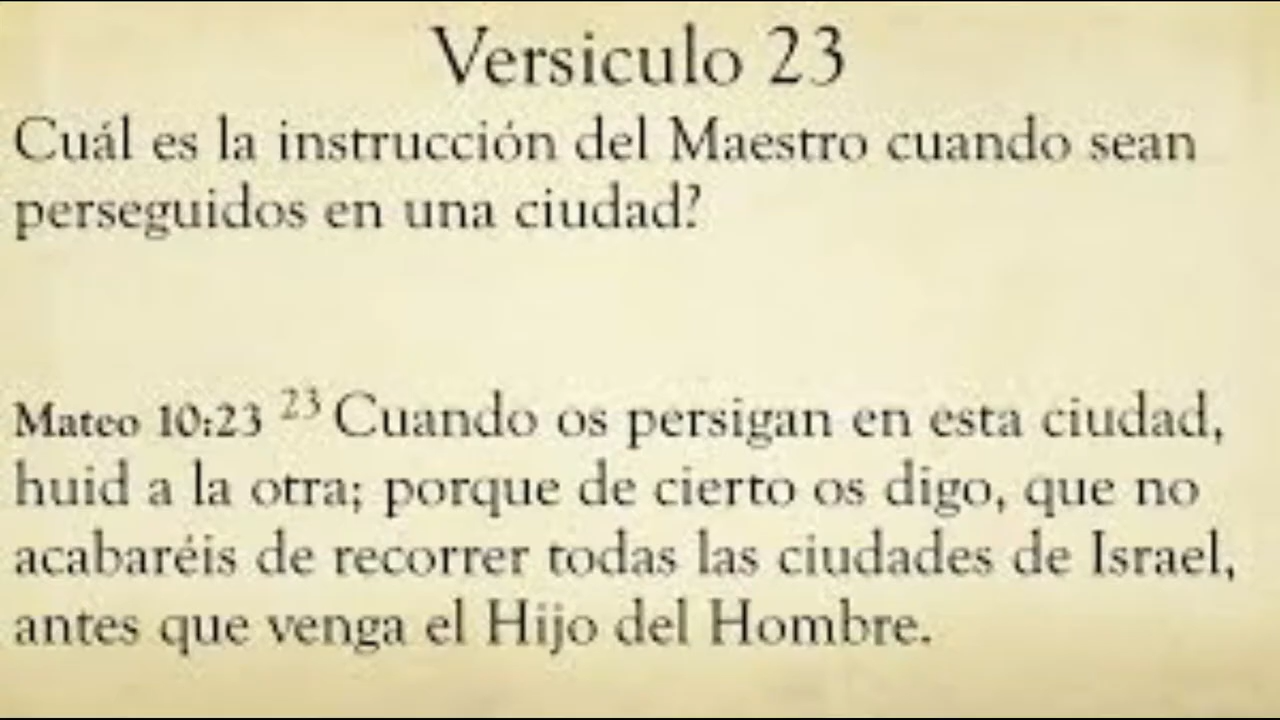 Versiculo 23
Cuál es la instrucción del Maestro cuando sean
perseguidos en una ciudad?
Mateo 10:23 23 Cuando os persigan en esta ciudad,
huid a la otra; porque de cierto os digo, que no
acabaréis de recorrer todas las ciudades de Israel,
antes que venga el Hijo del Hombre.